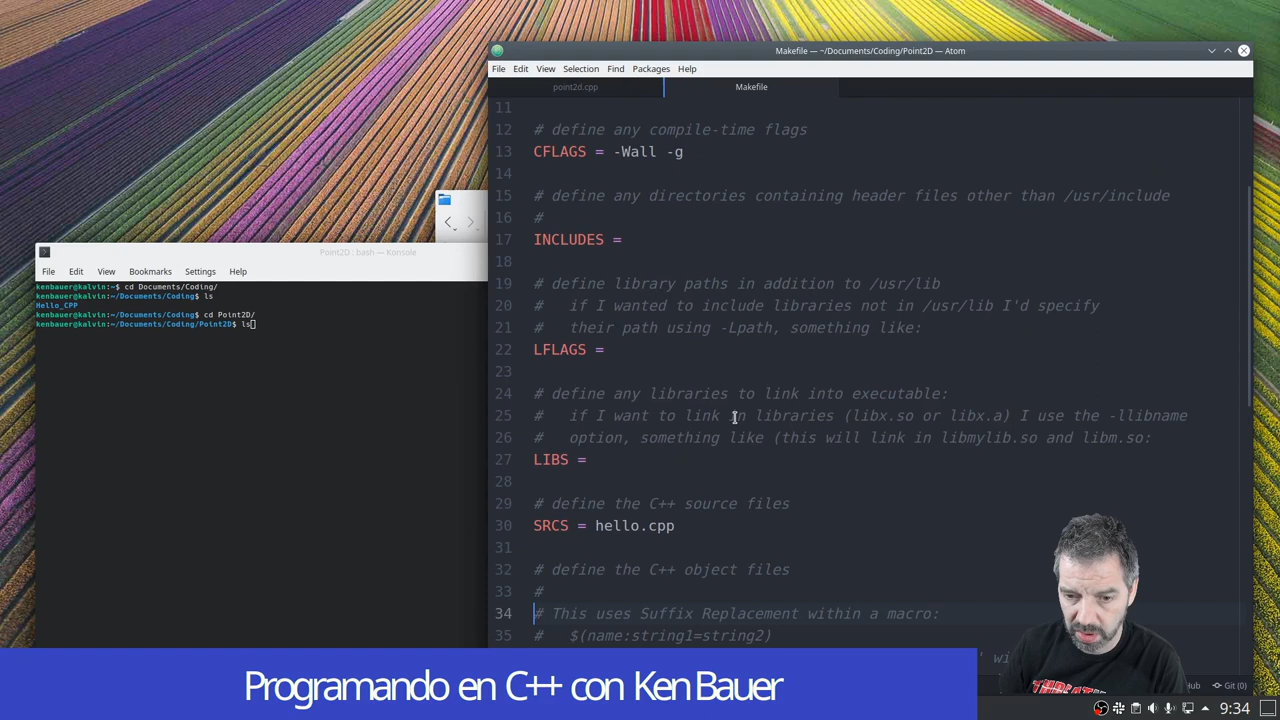 Makefile — ~/Documents/Coding/Point2D — Atom
File Edit View Selection Find Packages Help
point2d.cpp Makefile
11
12 # define any compile-time flags
13 CFLAGS = -Wall -g
14
15 # define any directories containing header files other than /usr/include
16 #
17 INCLUDES =
18
19 # define library paths in addition to /usr/lib
20 #   if I wanted to include libraries not in /usr/lib I'd specify
21 #   their path using -Lpath, something like:
22 LFLAGS =
23
24 # define any libraries to link into executable:
25 #   if I want to link in libraries (libx.so or libx.a) I use the -llibname
26 #   option, something like (this will link in libmylib.so and libm.so:
27 LIBS =
28
29 # define the C++ source files
30 SRCS = hello.cpp
31
32 # define the C++ object files
33 #
34 # This uses Suffix Replacement within a macro:
35 #   $(name:string1=string2)
Git (0)
Point2D : bash — Konsole
File Edit View Bookmarks Settings Help
kenbauer@kalvin:~$ cd Documents/Coding/
kenbauer@kalvin:~/Documents/Coding$ ls
Hello_CPP
kenbauer@kalvin:~/Documents/Coding$ cd Point2D/
kenbauer@kalvin:~/Documents/Coding/Point2D$ ls
Programando en C++ con Ken Bauer
9:34